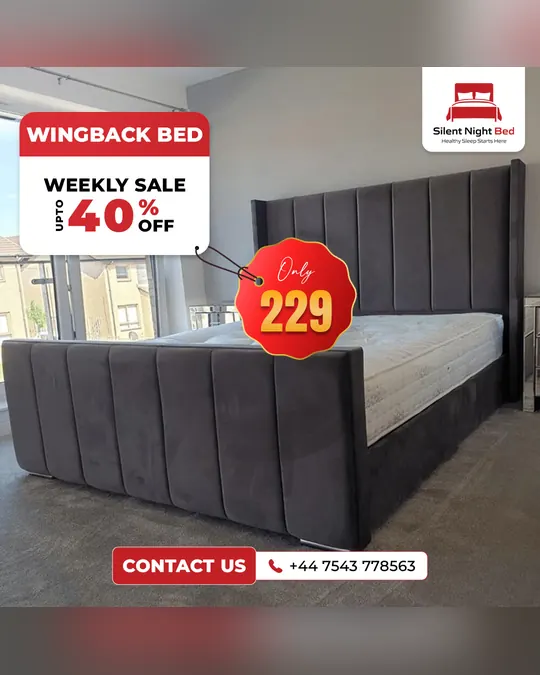 WINGBACK BED
WEEKLY SALE
UPTO
40%
OFF
Silent Night Bed
Healthy Sleep Starts Here
Only
229
CONTACT US
+44 7543 778563